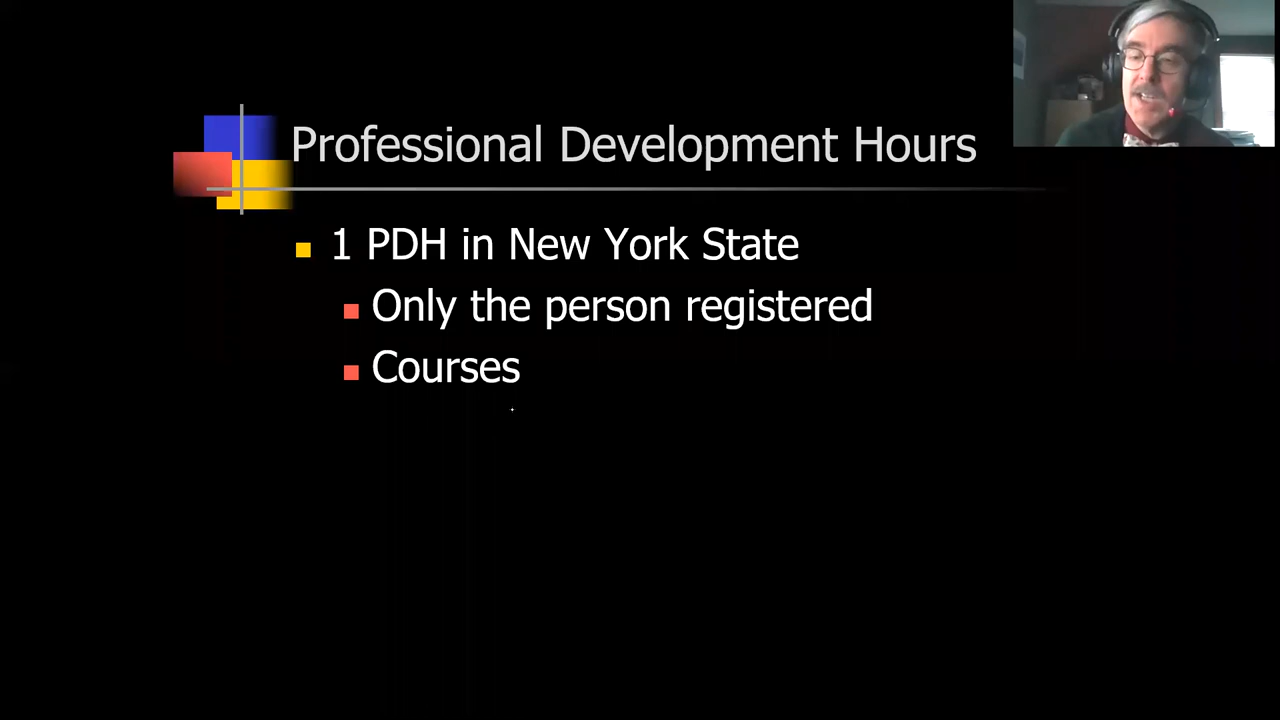 Professional Development Hours
1 PDH in New York State
Only the person registered
Courses